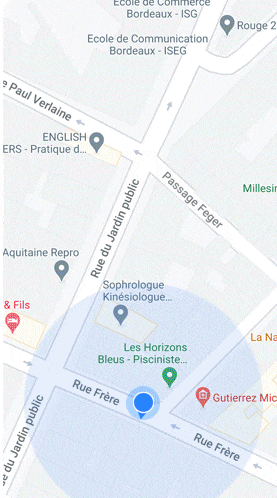 École de Commerce
Bordeaux - ISG
Rouge 2
Ecole de Communication
Bordeaux - ISEG
e Paul Verlaine
ENGLISH
ERS - Pratique d...
Passage Feger
Millesin
Rue du Jardin public
Aquitaine Repro
Sophrologue
Kinésiologue...
& Fils
Les Horizons
Bleus - Pisciniste...
La Na
Rue Frère
Gutierrez Mic
ue du Jardin public
Rue Frère